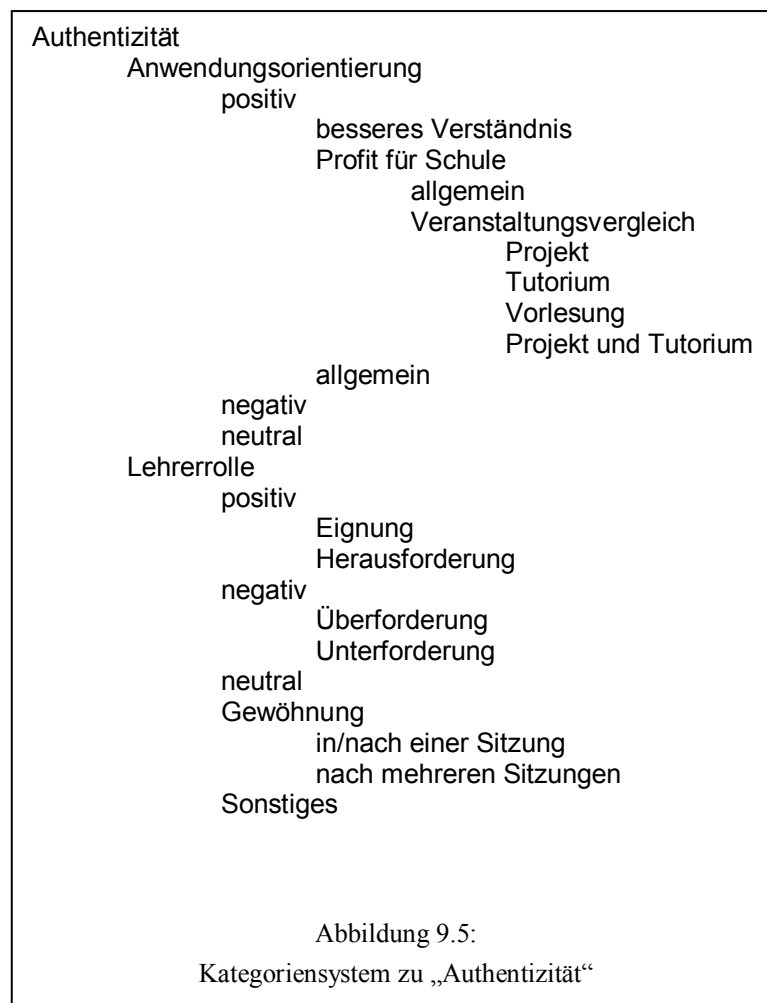 Authentizität
Anwendungsorientierung
positiv
besseres Verständnis
Profit für Schule
allgemein
Veranstaltungsvergleich
Projekt
Tutorium
Vorlesung
Projekt und Tutorium
allgemein
negativ
neutral
Lehrerrolle
positiv
Eignung
Herausforderung
negativ
Überforderung
Unterforderung
neutral
Gewöhnung
in/nach einer Sitzung
nach mehreren Sitzungen
Sonstiges
Abbildung 9.5:
Kategoriensystem zu „Authentizität“